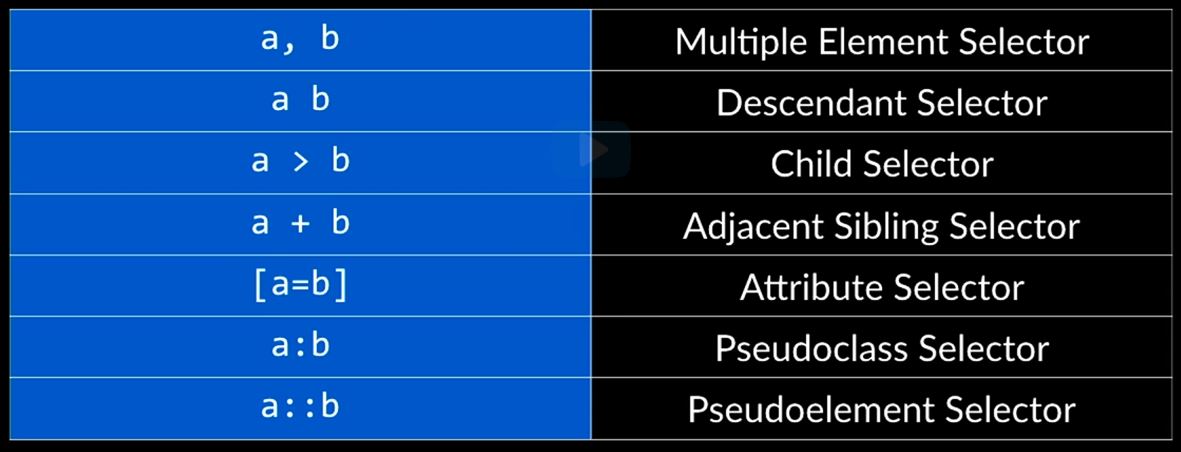 a, b Multiple Element Selector
a b Descendant Selector
a > b Child Selector
a + b Adjacent Sibling Selector
[a=b] Attribute Selector
a:b Pseudoclass Selector
a::b Pseudoelement Selector